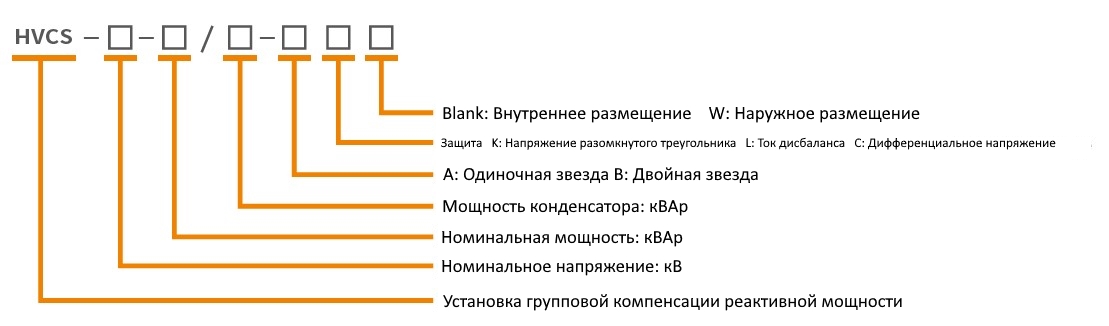 HVCS – □ – □ / □ – □ □ □
Blank: Внутреннее размещение W: Наружное размещение
Защита K: Напряжение разомкнутого треугольника L: Ток дисбаланса C: Дифференциальное напряжение
A: Одиночная звезда B: Двойная звезда
Мощность конденсатора: кВАр
Номинальная мощность: кВАр
Номинальное напряжение: кВ
Установка групповой компенсации реактивной мощности